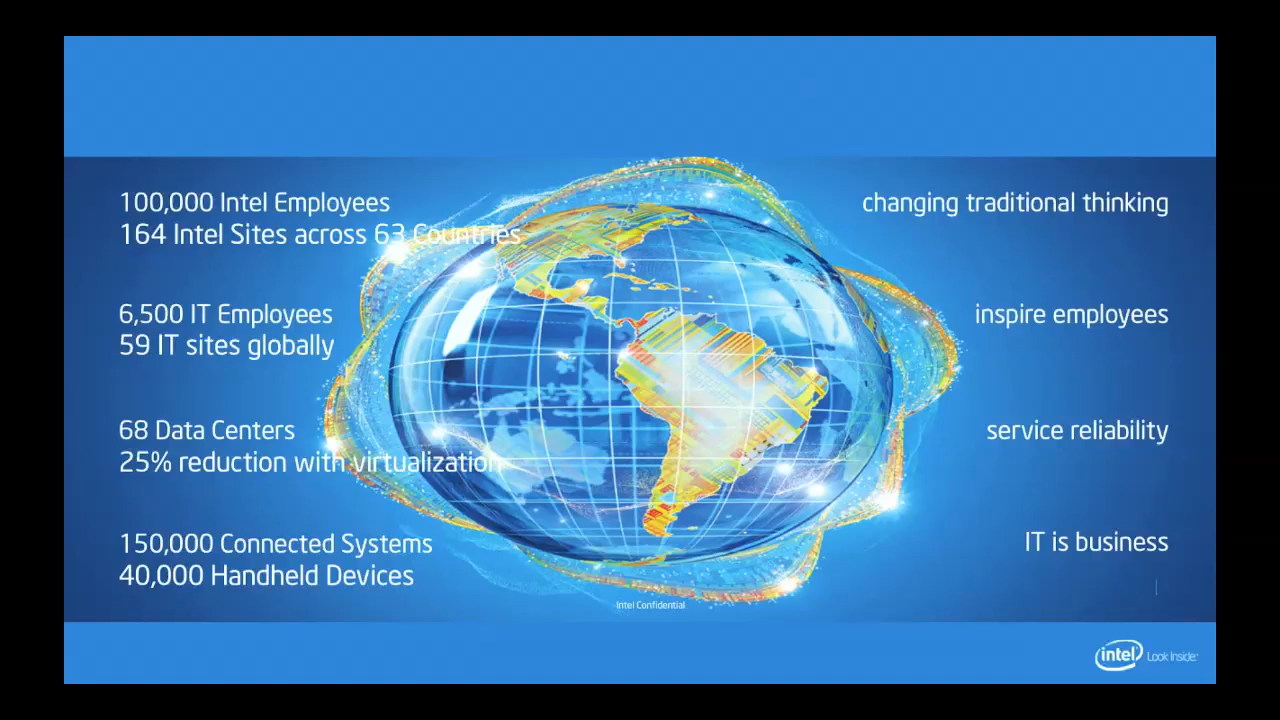 100,000 Intel Employees
164 Intel Sites across 63 Countries
changing traditional thinking
6,500 IT Employees
59 IT sites globally
inspire employees
68 Data Centers
25% reduction with virtualization
service reliability
150,000 Connected Systems
40,000 Handheld Devices
IT is business
Intel Confidential
intel Look Inside.™